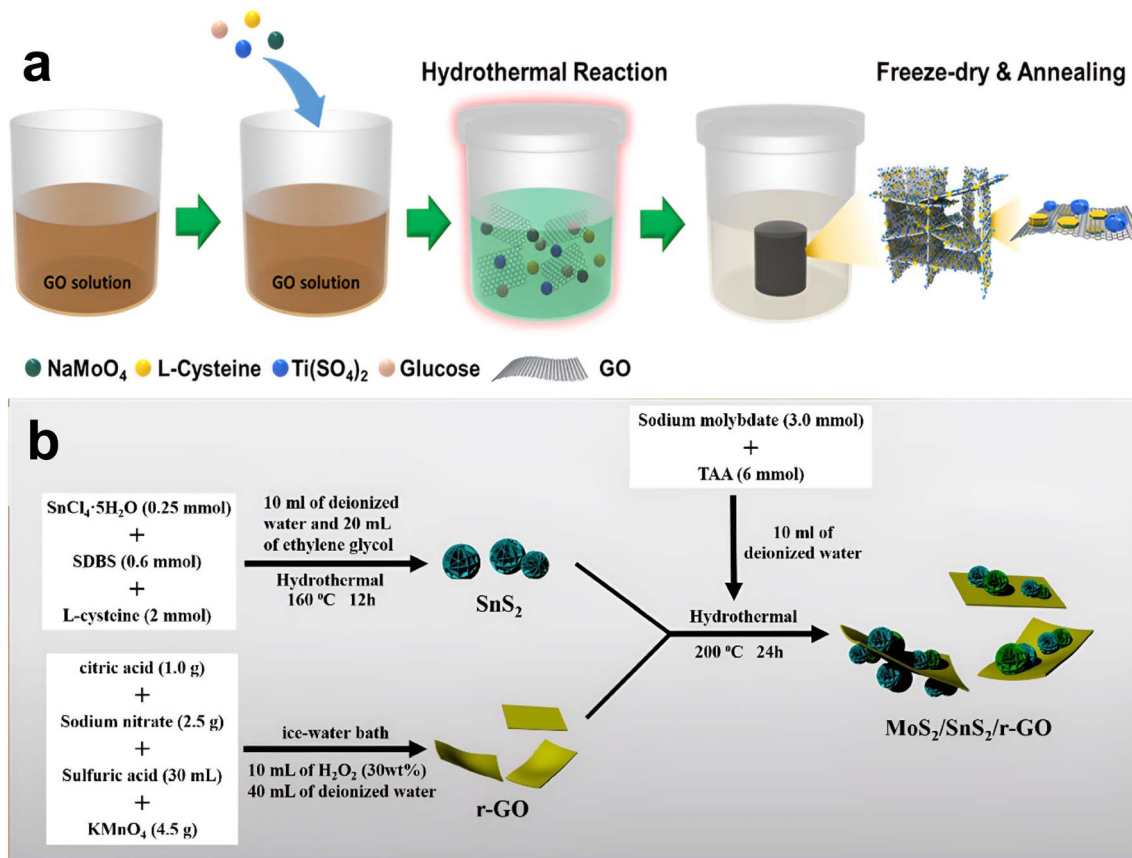 a
Hydrothermal Reaction
Freeze-dry & Annealing
GO solution
GO solution
NaMoO₄
L-Cysteine
Ti(SO₄)₂
Glucose
GO
b
Sodium molybdate (3.0 mmol)
+
TAA (6 mmol)
SnCl₄·5H₂O (0.25 mmol)
+
SDBS (0.6 mmol)
+
L-cysteine (2 mmol)
10 ml of deionized
water and 20 mL
of ethylene glycol
Hydrothermal
160 ⁰C 12h
SnS₂
10 ml of
deionized water
Hydrothermal
200 ⁰C 24h
citric acid (1.0 g)
+
Sodium nitrate (2.5 g)
+
Sulfuric acid (30 mL)
+
KMnO₄ (4.5 g)
ice-water bath
10 mL of H₂O₂ (30wt%)
40 mL of deionized water
r-GO
MoS₂/SnS₂/r-GO